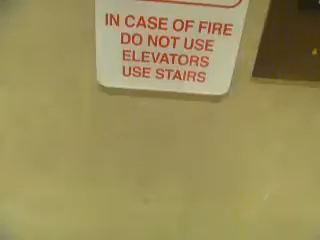 IN CASE OF FIRE
DO NOT USE
ELEVATORS
USE STAIRS